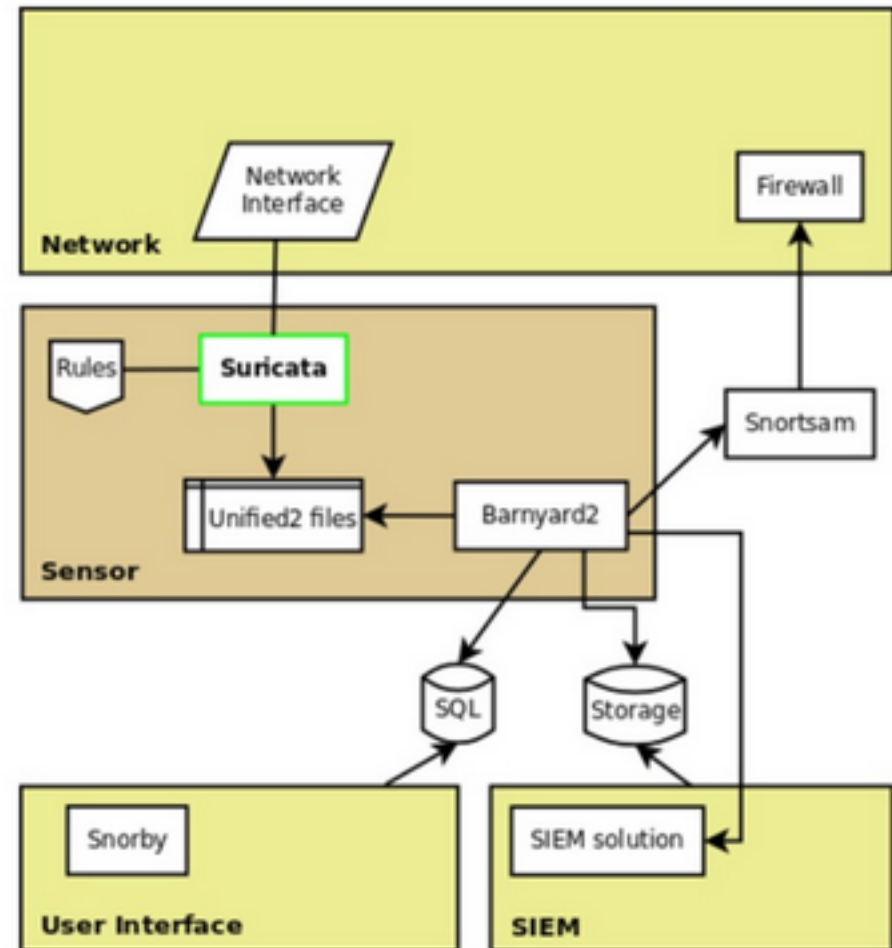 Network
Interface
Firewall
Network
Rules
Suricata
Snortsam
Unified2 files
Barnyard2
Sensor
SQL
Storage
Snorby
SIEM solution
User Interface
SIEM